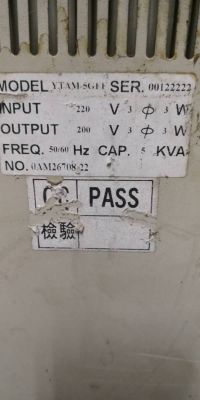 MODEL YTAM-5GFF SER. 00122222
INPUT 220 V 3 Φ 3 W
OUTPUT 200 V 3 Φ 3 W
FREQ. 50/60 Hz CAP. 5 KVA
NO. 0AM26708-22
PASS
檢驗